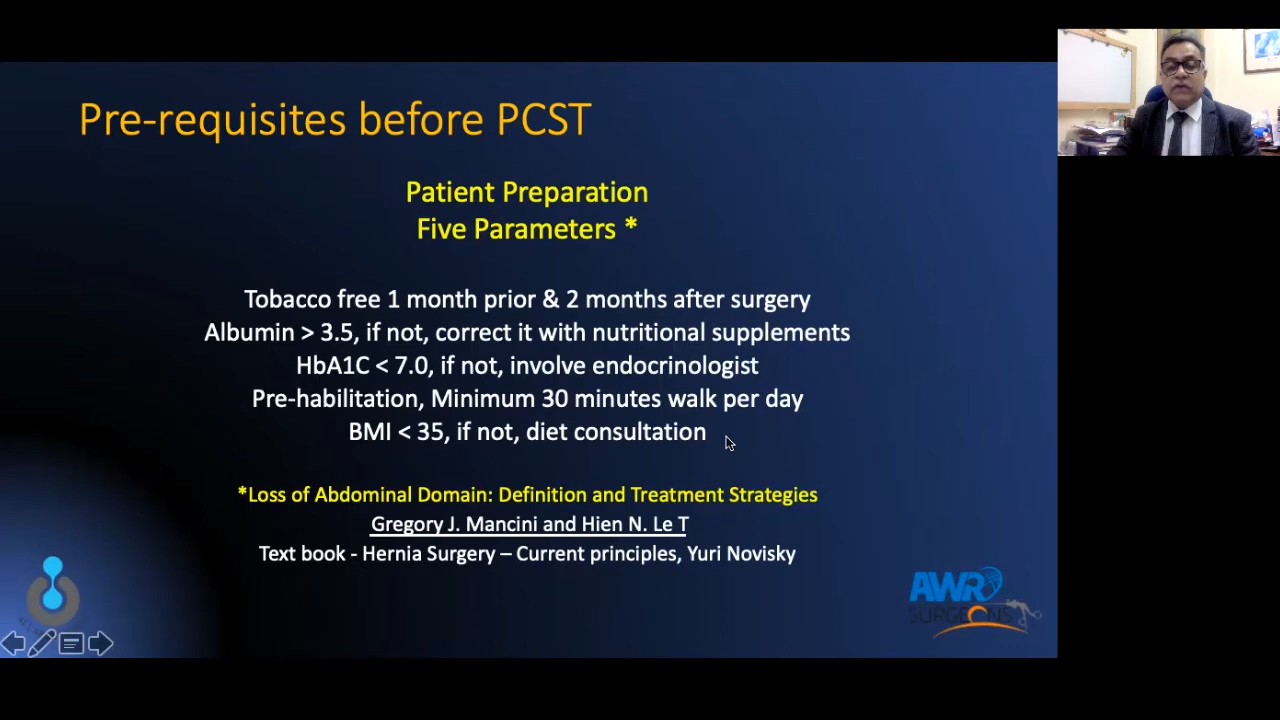 Pre-requisites before PCST
Patient Preparation
Five Parameters *
Tobacco free 1 month prior & 2 months after surgery
Albumin > 3.5, if not, correct it with nutritional supplements
HbA1C < 7.0, if not, involve endocrinologist
Pre-habilitation, Minimum 30 minutes walk per day
BMI < 35, if not, diet consultation
*Loss of Abdominal Domain: Definition and Treatment Strategies
Gregory J. Mancini and Hien N. Le T
Text book - Hernia Surgery – Current principles, Yuri Novisky
AWR
SURGEONS